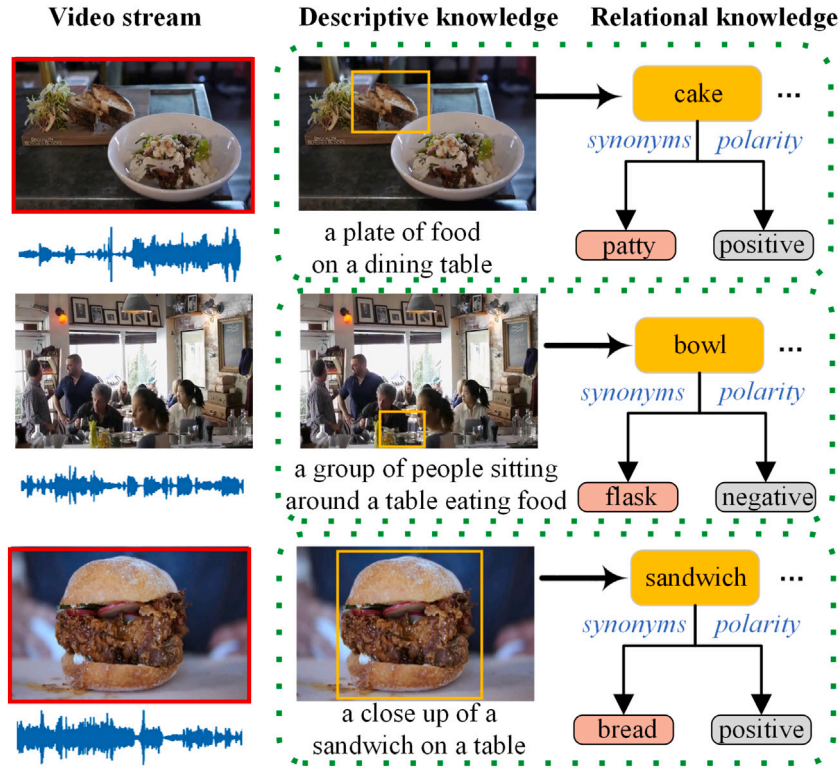 Video stream
Descriptive knowledge
Relational knowledge
cake
...
synonyms
polarity
patty
positive
a plate of food
on a dining table
bowl
...
synonyms
polarity
flask
negative
a group of people sitting
around a table eating food
sandwich
...
synonyms
polarity
bread
positive
a close up of a
sandwich on a table